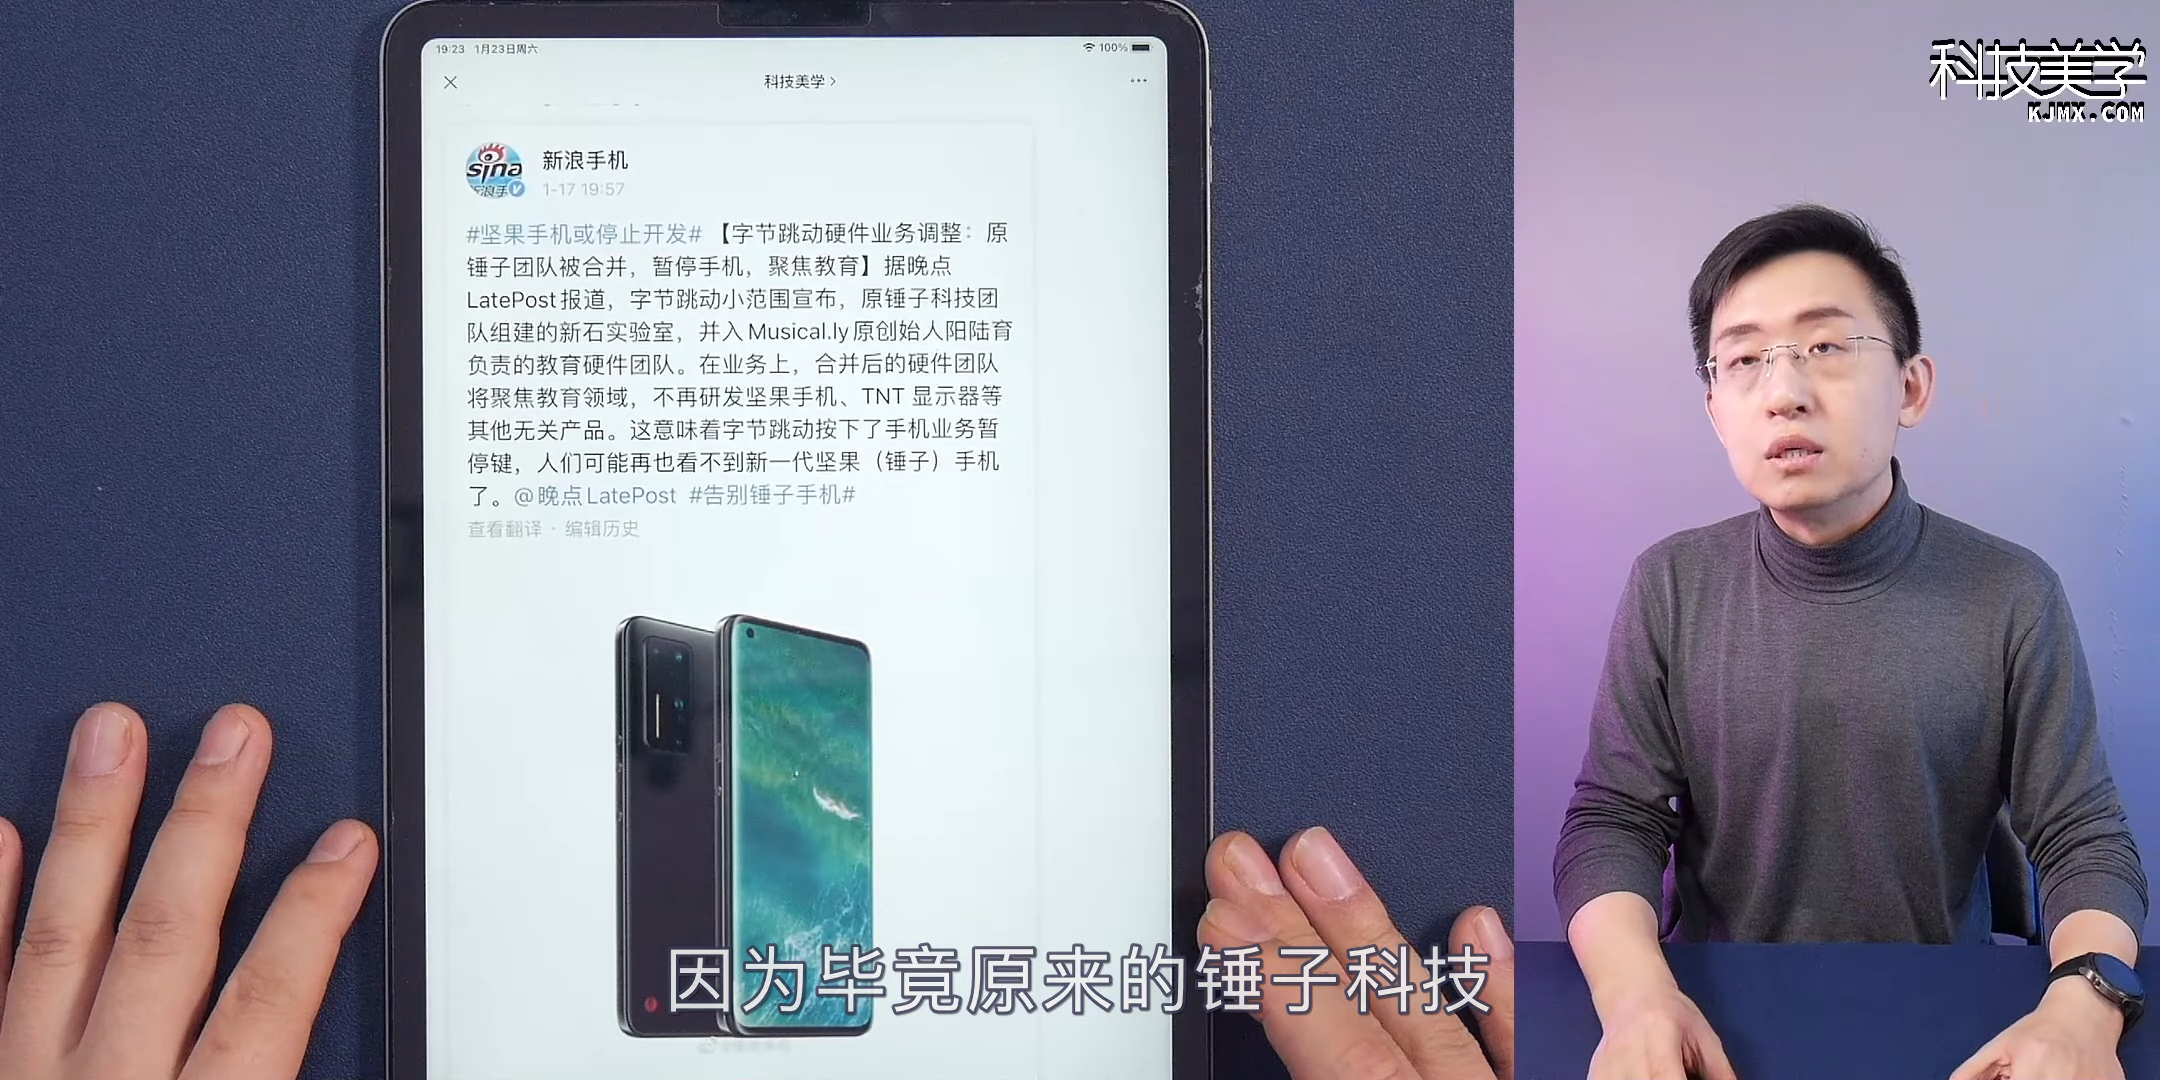 19:23 1月23日周六
100%
科技美学
科技美学
KJMX.COM
sina
新浪手机
1-17 19:57
#坚果手机或停止开发# 【字节跳动硬件业务调整：原
锤子团队被合并，暂停手机，聚焦教育】据晚点
LatePost报道，字节跳动小范围宣布，原锤子科技团
队组建的新石实验室，并入Musical.ly原创始人阳陆育
负责的教育硬件团队。在业务上，合并后的硬件团队
将聚焦教育领域，不再研发坚果手机、TNT 显示器等
其他无关产品。这意味着字节跳动按下了手机业务暂
停键，人们可能再也看不到新一代坚果（锤子）手机
了。@晚点LatePost #告别锤子手机#
查看翻译 · 编辑历史
因为毕竟原来的锤子科技